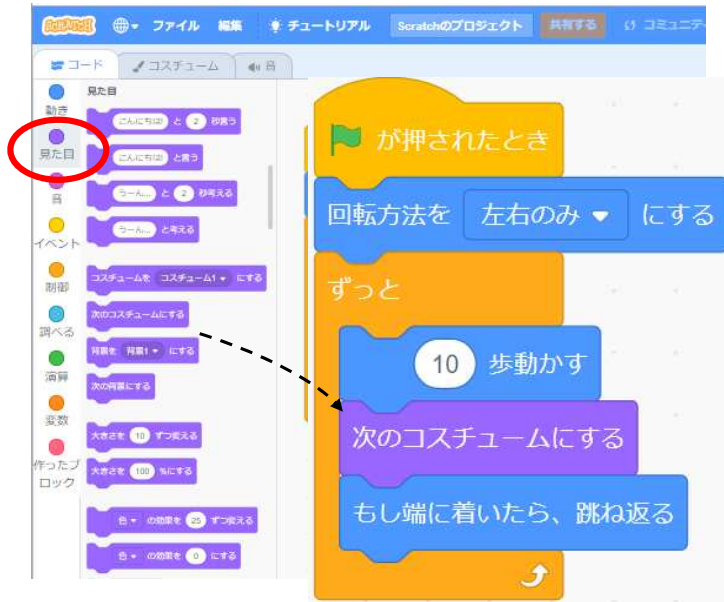 SCRATCH ファイル 編集 チュートリアル Scratchのプロジェクト 共有する コミュニティ
コード コスチューム 音
見た目
動き
見た目
音
イベント
制御
調べる
演算
変数
作ったブ
ロック
こんにちは! と 2 秒言う
こんにちは! と言う
うーん... と 2 秒考える
うーん... と考える
コスチュームを コスチューム1 にする
次のコスチュームにする
背景を 背景1 にする
次の背景にする
大きさを 10 ずつ変える
大きさを 100 %にする
色 の効果を 25 ずつ変える
色 の効果を 0 にする
が押されたとき
回転方法を 左右のみ にする
ずっと
10 歩動かす
次のコスチュームにする
もし端に着いたら、跳ね返る